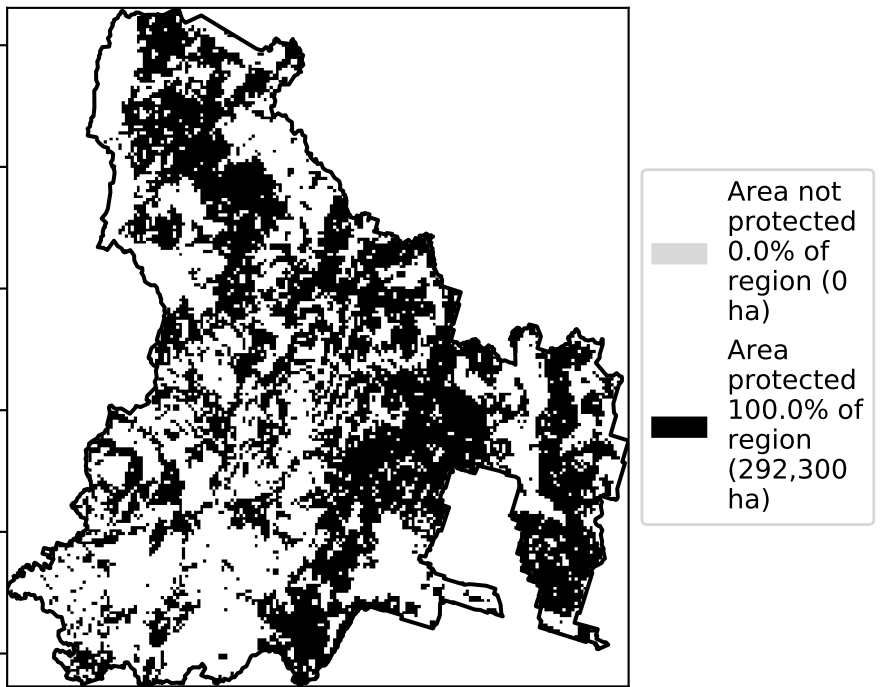 Area not
protected
0.0% of
region (0
ha)
Area
protected
100.0% of
region
(292,300
ha)